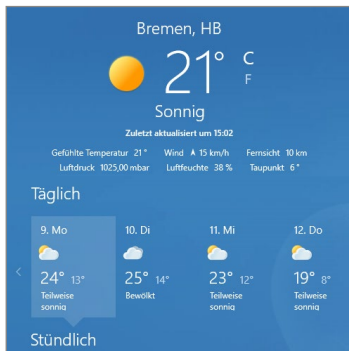 Bremen, HB
21° C
F
Sonnig
Zuletzt aktualisiert um 15:02
Gefühlte Temperatur 21° Wind 15 km/h Fernsicht 10 km
Luftdruck 1025,00 mbar Luftfeuchte 38 % Taupunkt 6°
Täglich
9. Mo 10. Di 11. Mi 12. Do
24° 13° 25° 14° 23° 12° 19° 8°
Teilweise sonnig Bewölkt Teilweise sonnig Teilweise sonnig
Stündlich